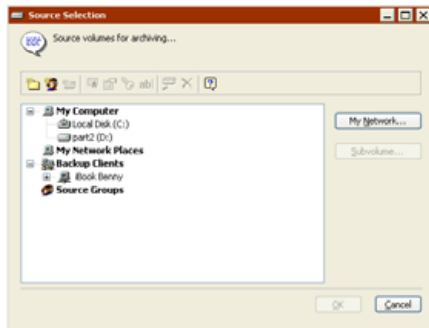 Source Selection
Source volumes for archiving...
My Computer
Local Disk (C:)
part2 (D:)
My Network Places
Backup Clients
iBook Benny
Source Groups
My Network...
Subvolume...
OK
Cancel